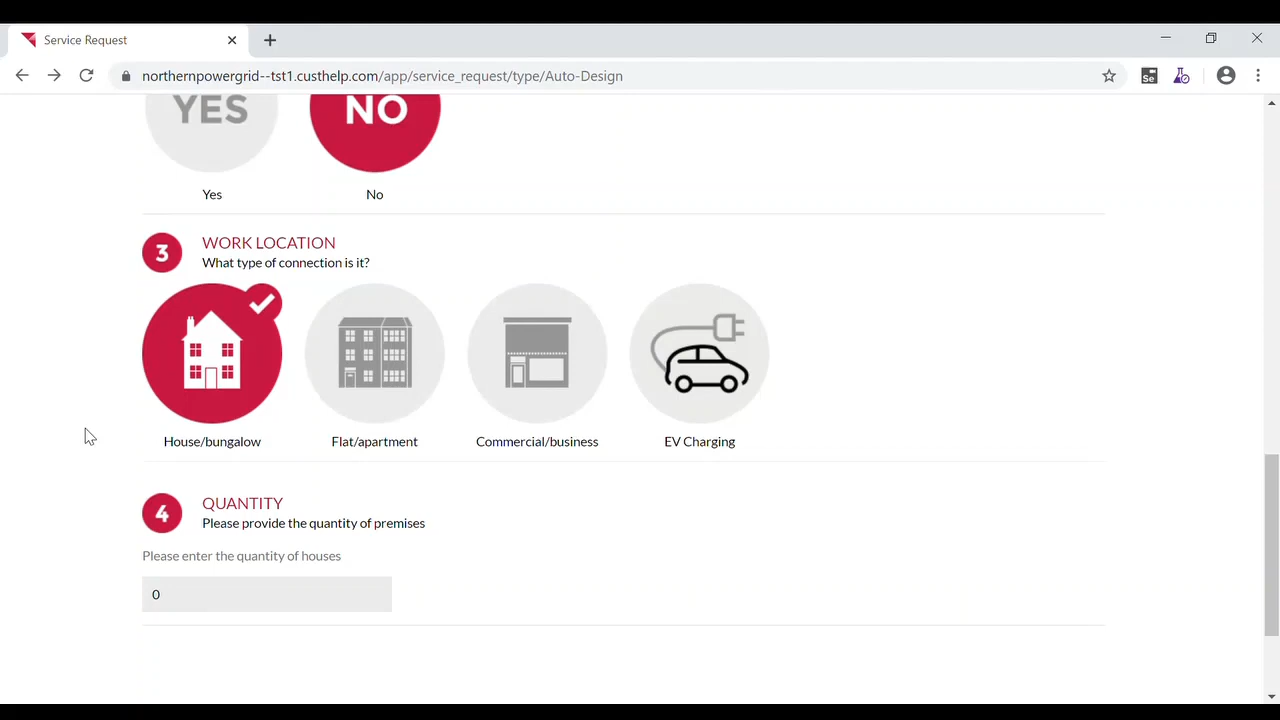 Service Request
northernpowergrid--tst1.custhelp.com/app/service_request/type/Auto-Design
Se
YES NO
Yes No
3 WORK LOCATION
What type of connection is it?
House/bungalow Flat/apartment Commercial/business EV Charging
4 QUANTITY
Please provide the quantity of premises
Please enter the quantity of houses
0